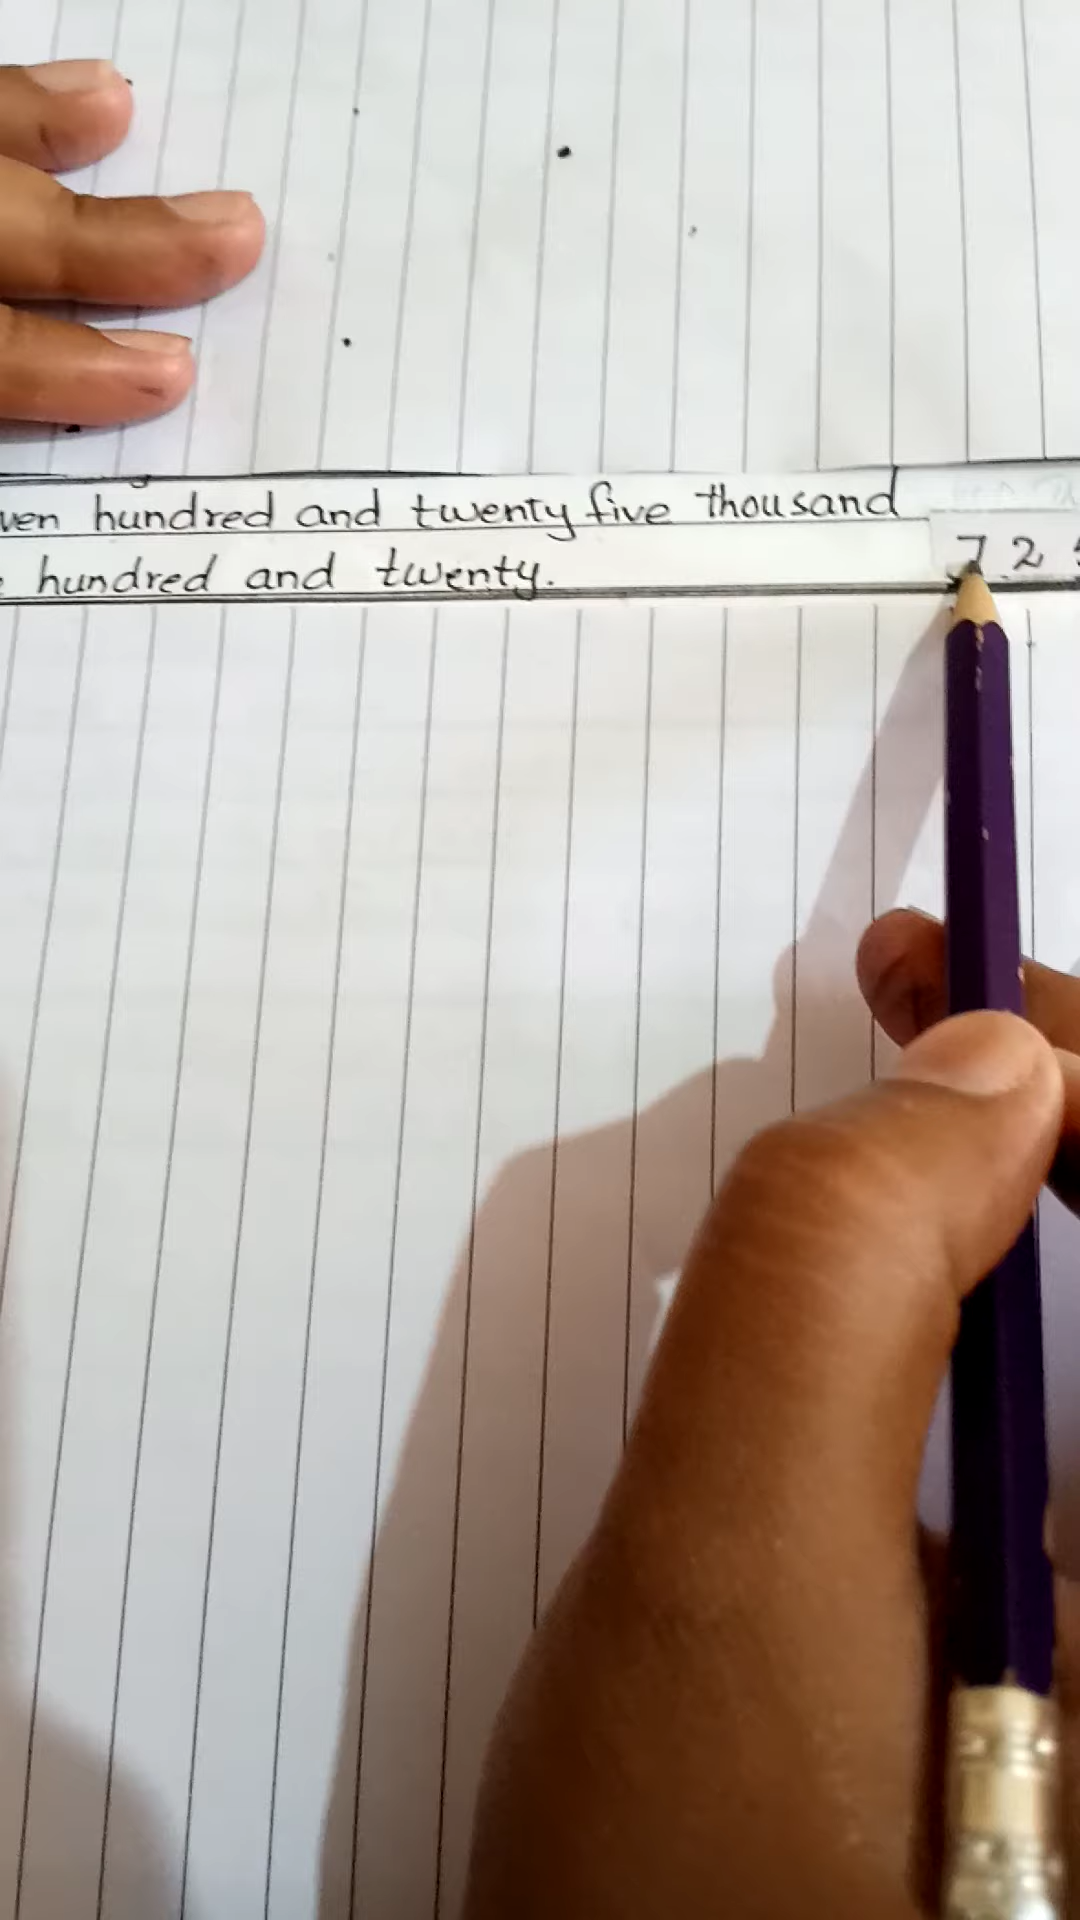 hundred and twenty five thousand
hundred and twenty.
7 2